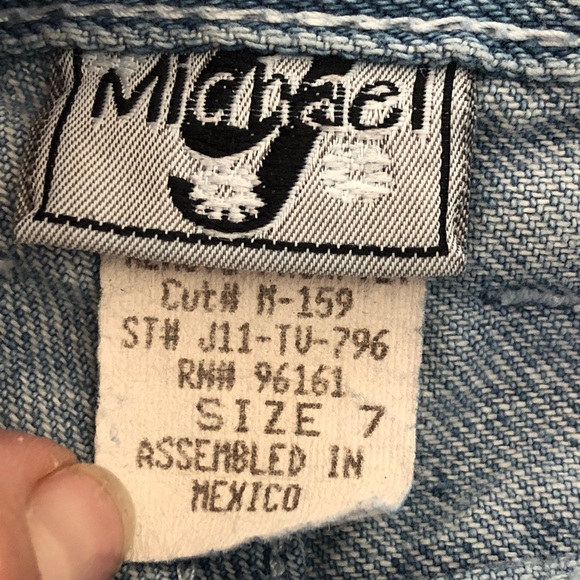 Michael
J
Cut# M-159
ST# J11-TU-796
RN# 96161
SIZE 7
ASSEMBLED IN
MEXICO